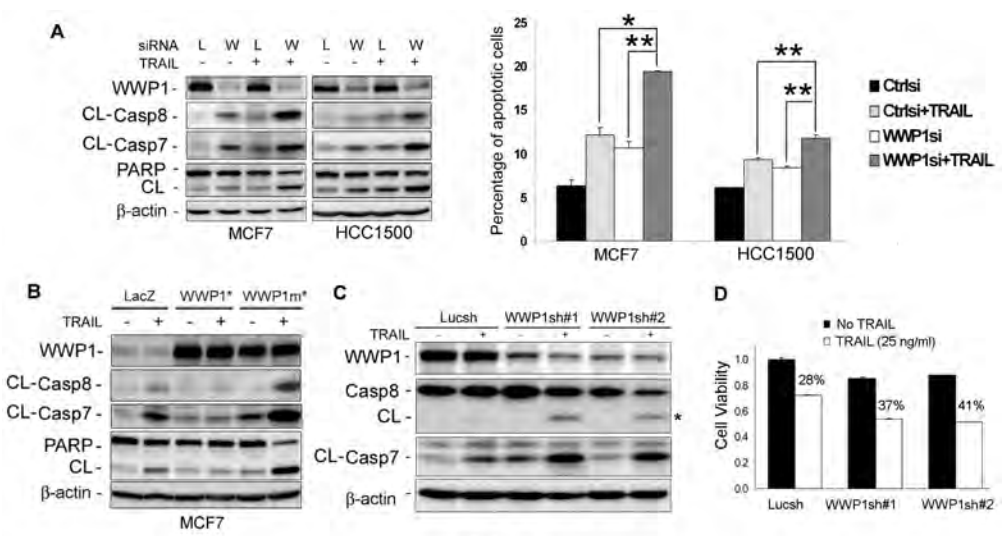 A
siRNA L W L W L W L W
TRAIL - - + + - - + +
WWP1-
CL-Casp8 -
CL-Casp7 -
PARP -
CL -
β-actin -
MCF7 HCC1500
Percentage of apoptotic cells
25
20
15
10
5
0
* **
** **
MCF7 HCC1500
Ctrlsi
Ctrlsi+TRAIL
WWP1si
WWP1si+TRAIL
B
LacZ WWP1* WWP1m*
TRAIL - + - + - +
WWP1-
CL-Casp8 -
CL-Casp7 -
PARP -
CL -
β-actin -
MCF7
C
Lucsh WWP1sh#1 WWP1sh#2
TRAIL - + - + - +
WWP1 -
Casp8 -
CL - *
CL-Casp7 -
β-actin -
D
No TRAIL
TRAIL (25 ng/ml)
Cell Viability
1.0
0.8
0.6
0.4
0.2
0.0
28% 37% 41%
Lucsh WWP1sh#1 WWP1sh#2